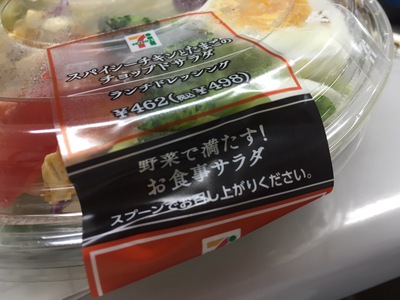 スパイシーチキンとたまごの
チョップドサラダ
ランチドレッシング
¥462(税込¥498)
野菜で満たす!
お食事サラダ
スプーンでお召し上がりください。